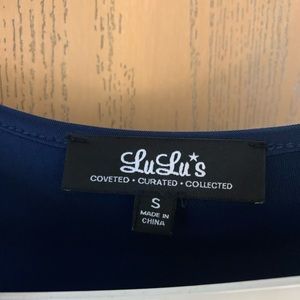 LuLu's
COVETED • CURATED • COLLECTED
S
MADE IN
CHINA